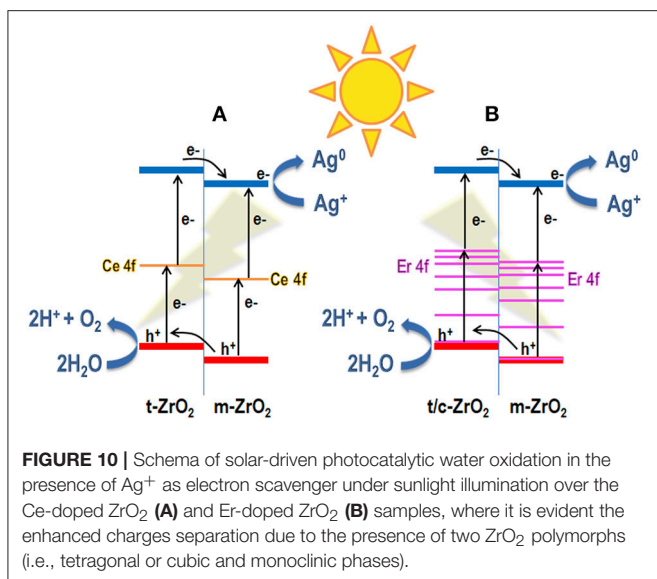 A
B
e-
e-
Ag⁰
Ag⁺
e-
e-
Ce 4f
Ce 4f
e-
e-
2H⁺ + O₂
2H₂O
h⁺
h⁺
t-ZrO₂
m-ZrO₂
e-
e-
Ag⁰
Ag⁺
e-
e-
Er 4f
Er 4f
2H⁺ + O₂
2H₂O
h⁺
h⁺
t/c-ZrO₂
m-ZrO₂
FIGURE 10 | Schema of solar-driven photocatalytic water oxidation in the
presence of Ag⁺ as electron scavenger under sunlight illumination over the
Ce-doped ZrO₂ (A) and Er-doped ZrO₂ (B) samples, where it is evident the
enhanced charges separation due to the presence of two ZrO₂ polymorphs
(i.e., tetragonal or cubic and monoclinic phases).